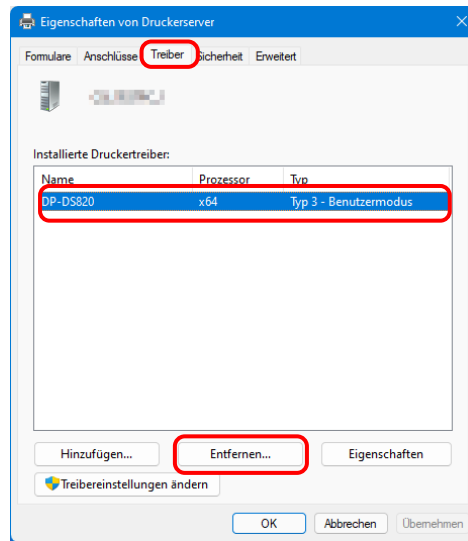 Eigenschaften von Druckerserver
Formulare Anschlüsse Treiber Sicherheit Erweitert
Installierte Druckertreiber:
Name Prozessor Typ
DP-DS820 x64 Typ 3 - Benutzermodus
Hinzufügen... Entfernen... Eigenschaften
Treibereinstellungen ändern
OK Abbrechen Übernehmen